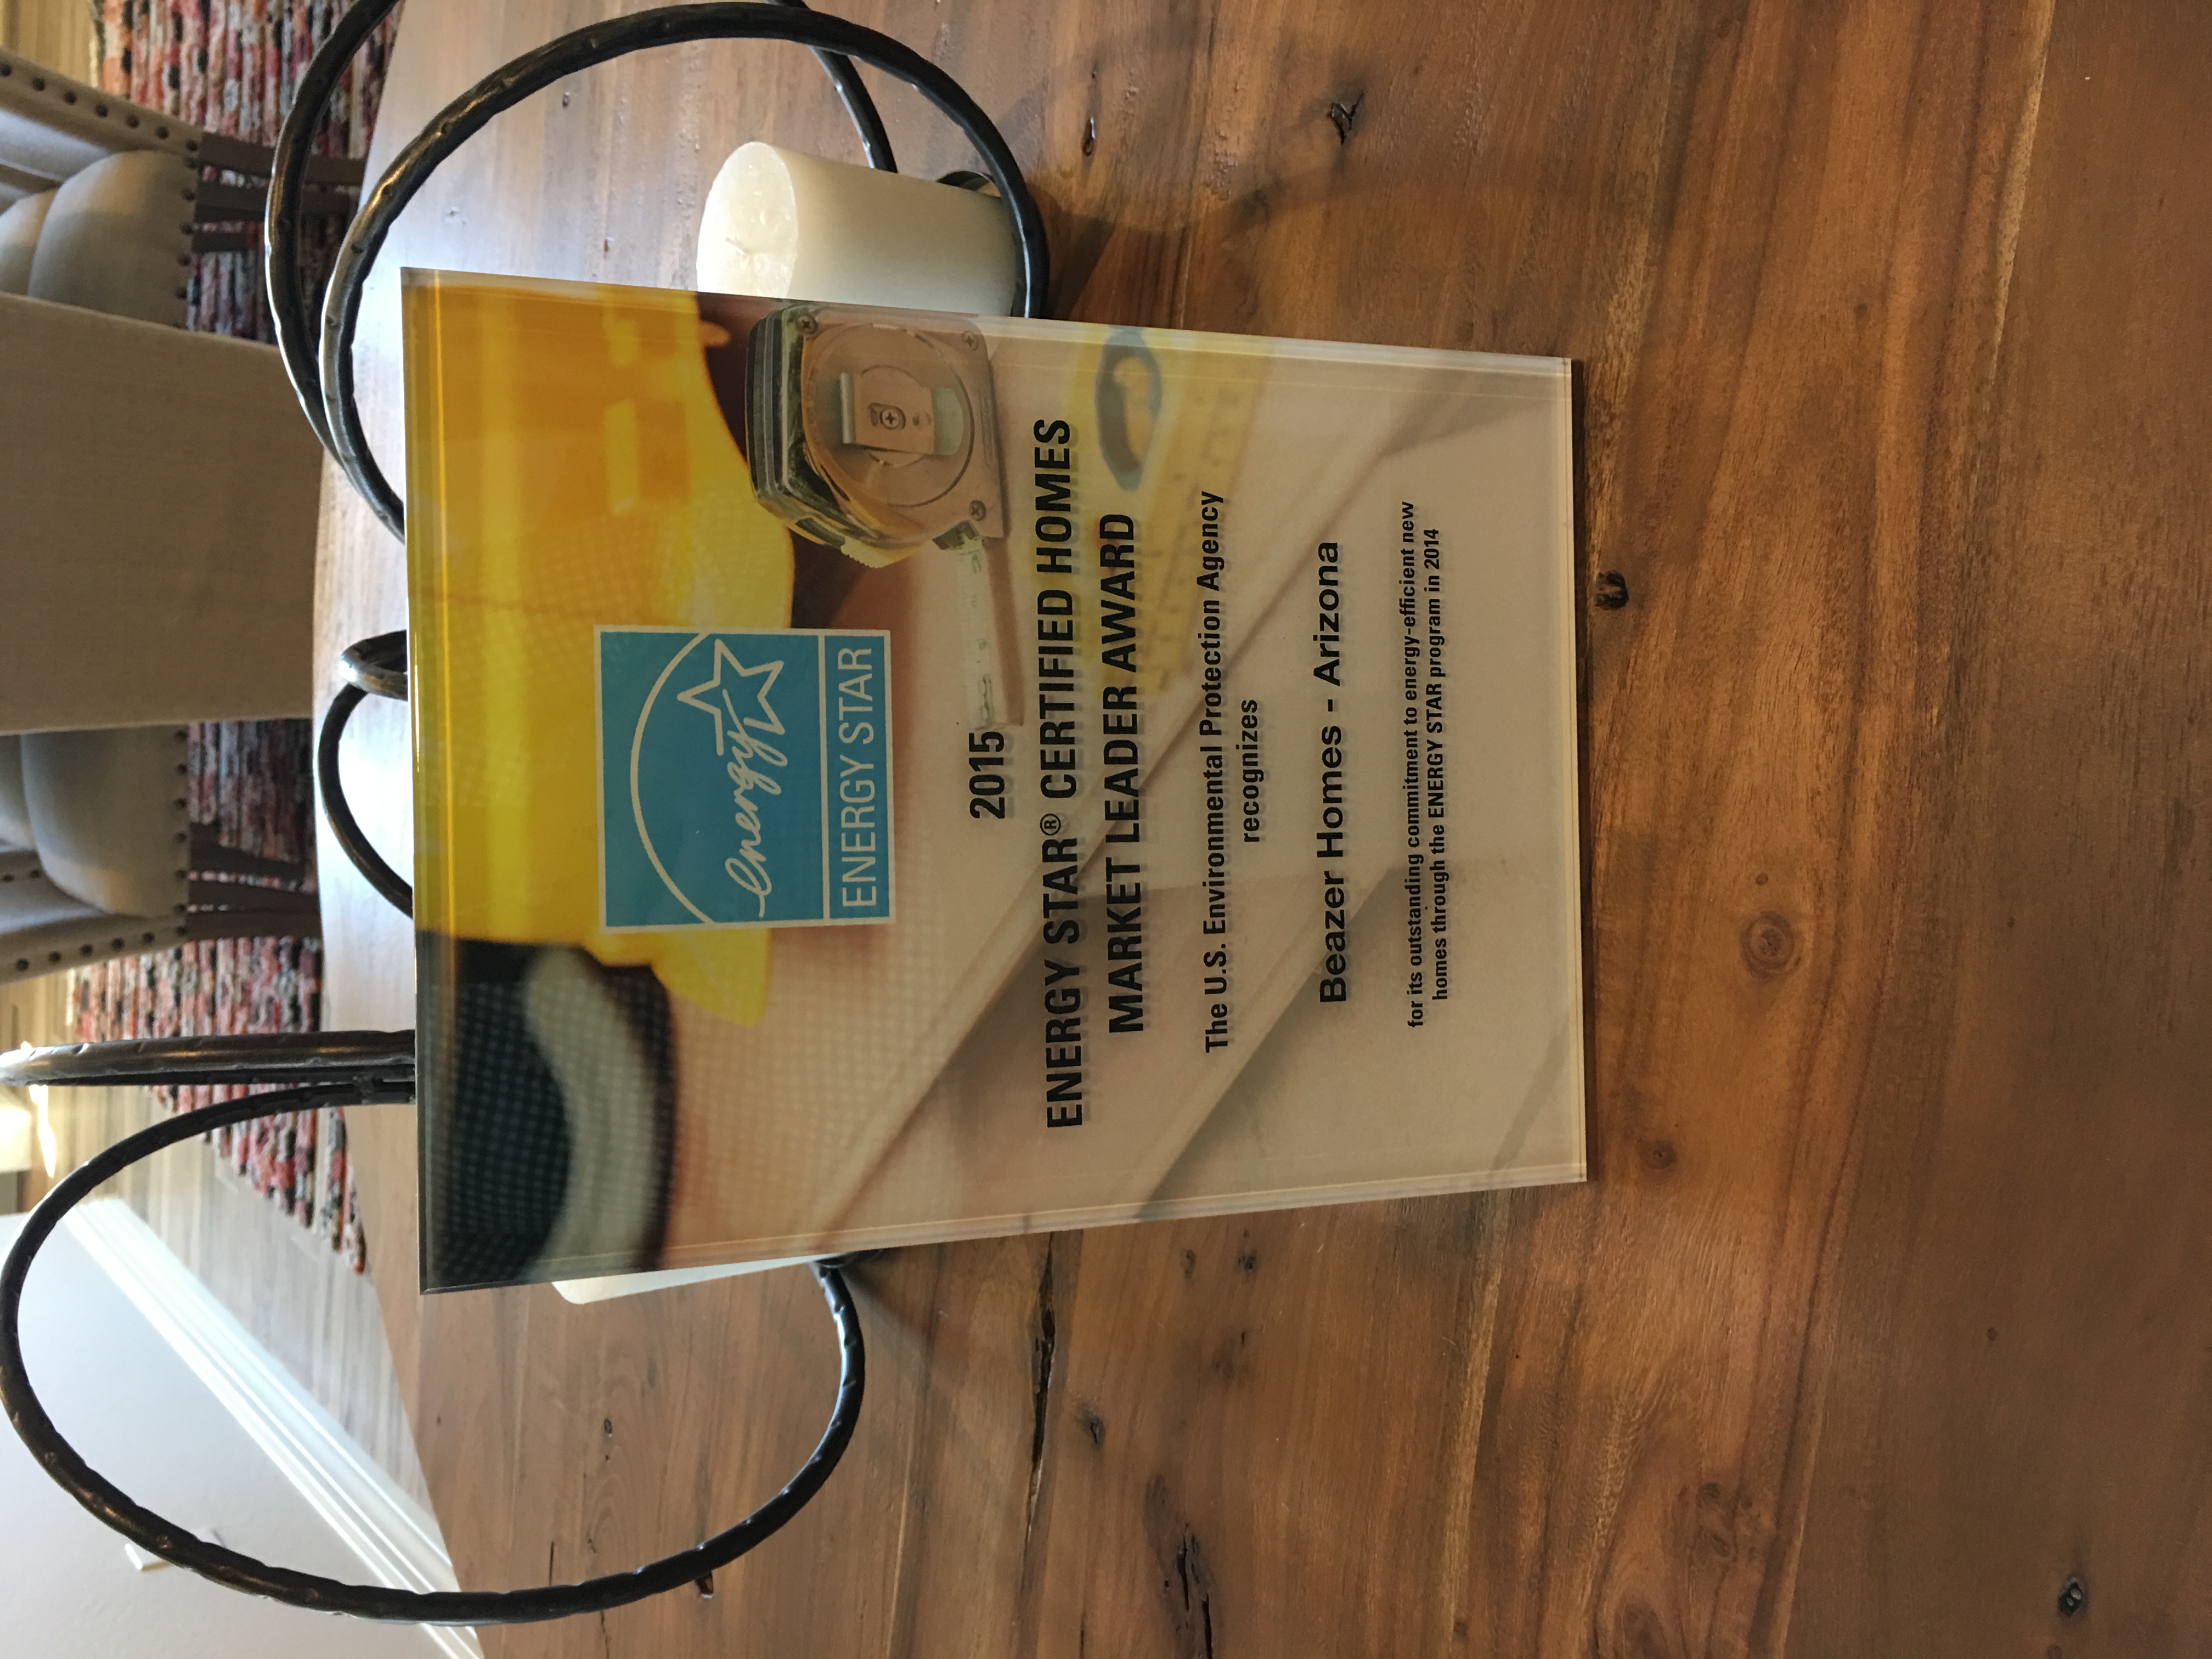 energy
ENERGY STAR
2015
ENERGY STAR® CERTIFIED HOMES
MARKET LEADER AWARD
The U.S. Environmental Protection Agency
recognizes
Beazer Homes - Arizona
for its outstanding commitment to energy-efficient new
homes through the ENERGY STAR program in 2014